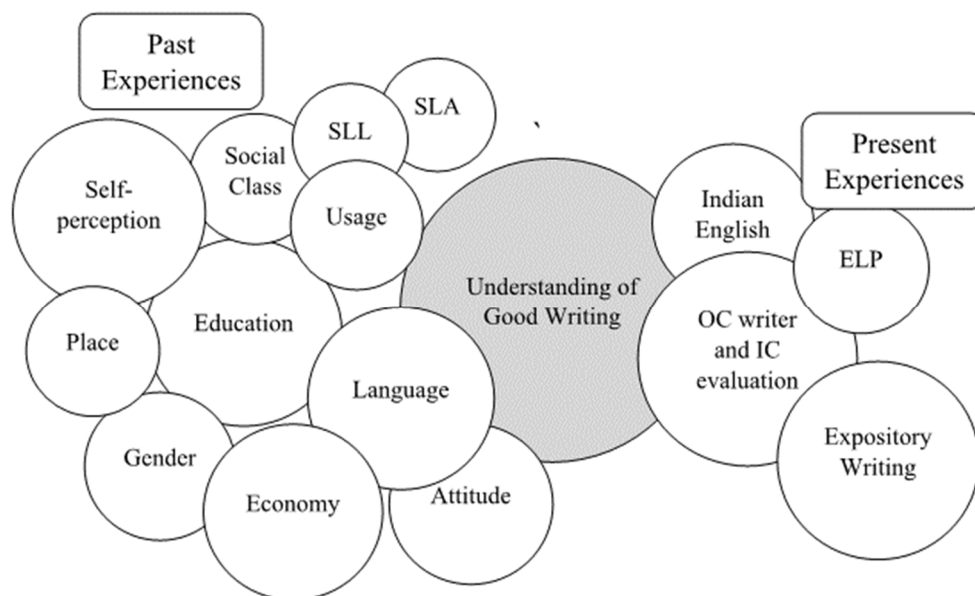 Past
Experiences
SLA
SLL
Social
Class
Self-
perception
Usage
Place
Education
Language
Gender
Economy
Attitude
Understanding of
Good Writing
Present
Experiences
Indian
English
ELP
OC writer
and IC
evaluation
Expository
Writing